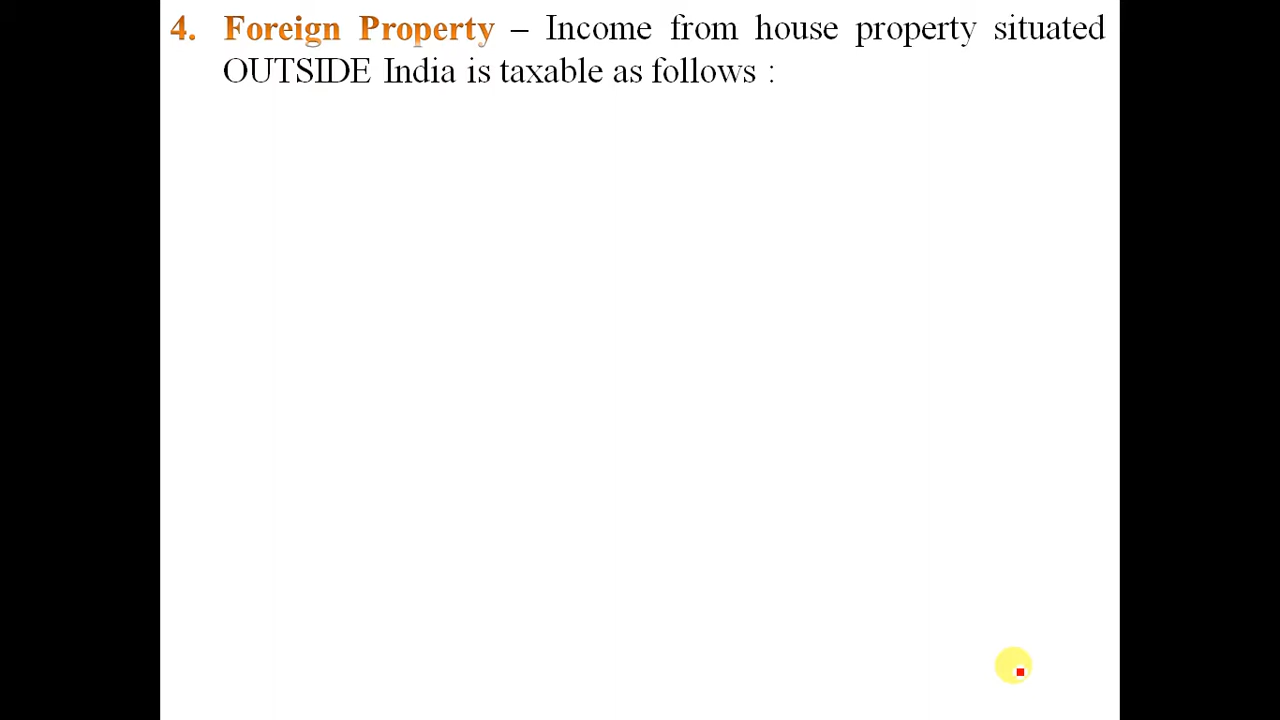 4. Foreign Property – Income from house property situated
OUTSIDE India is taxable as follows :